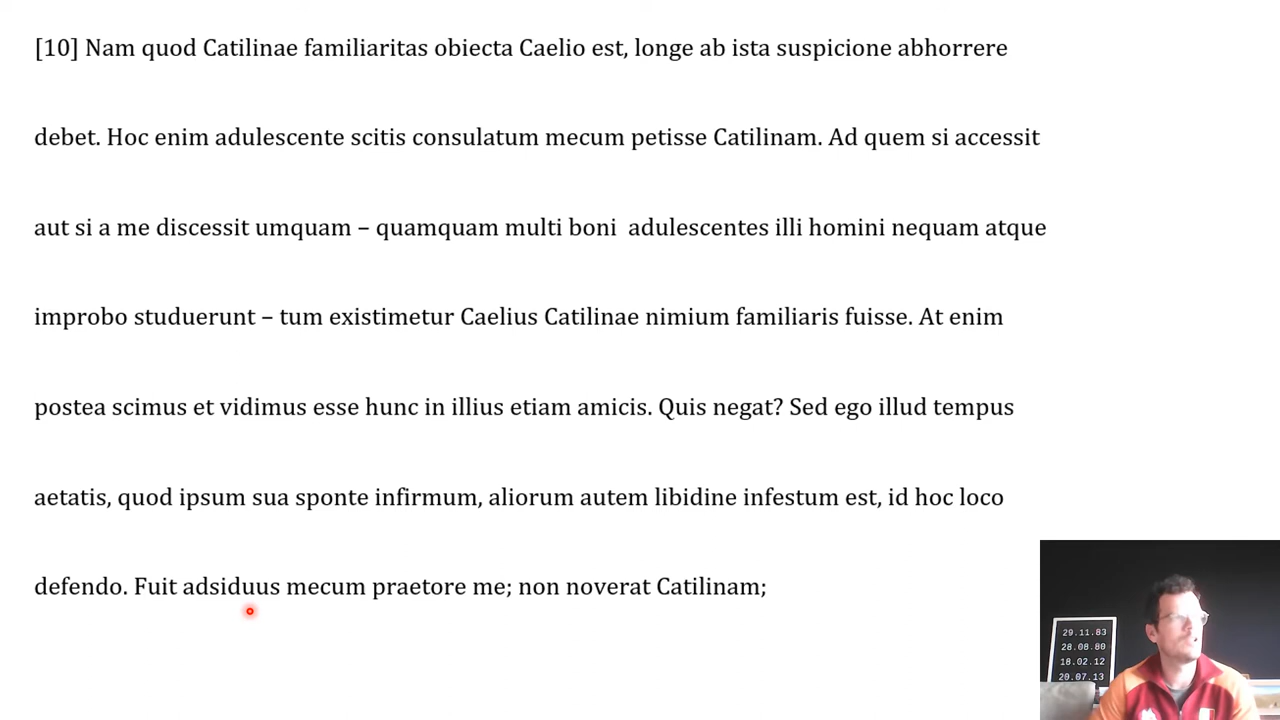 [10] Nam quod Catilinae familiaritas obiecta Caelio est, longe ab ista suspicione abhorrere
debet. Hoc enim adulescente scitis consulatum mecum petisse Catilinam. Ad quem si accessit
aut si a me discessit umquam – quamquam multi boni  adulescentes illi homini nequam atque
improbo studuerunt – tum existimetur Caelius Catilinae nimium familiaris fuisse. At enim
postea scimus et vidimus esse hunc in illius etiam amicis. Quis negat? Sed ego illud tempus
aetatis, quod ipsum sua sponte infirmum, aliorum autem libidine infestum est, id hoc loco
defendo. Fuit adsiduus mecum praetore me; non noverat Catilinam;
29.11.83
28.08.80
18.02.12
20.07.13